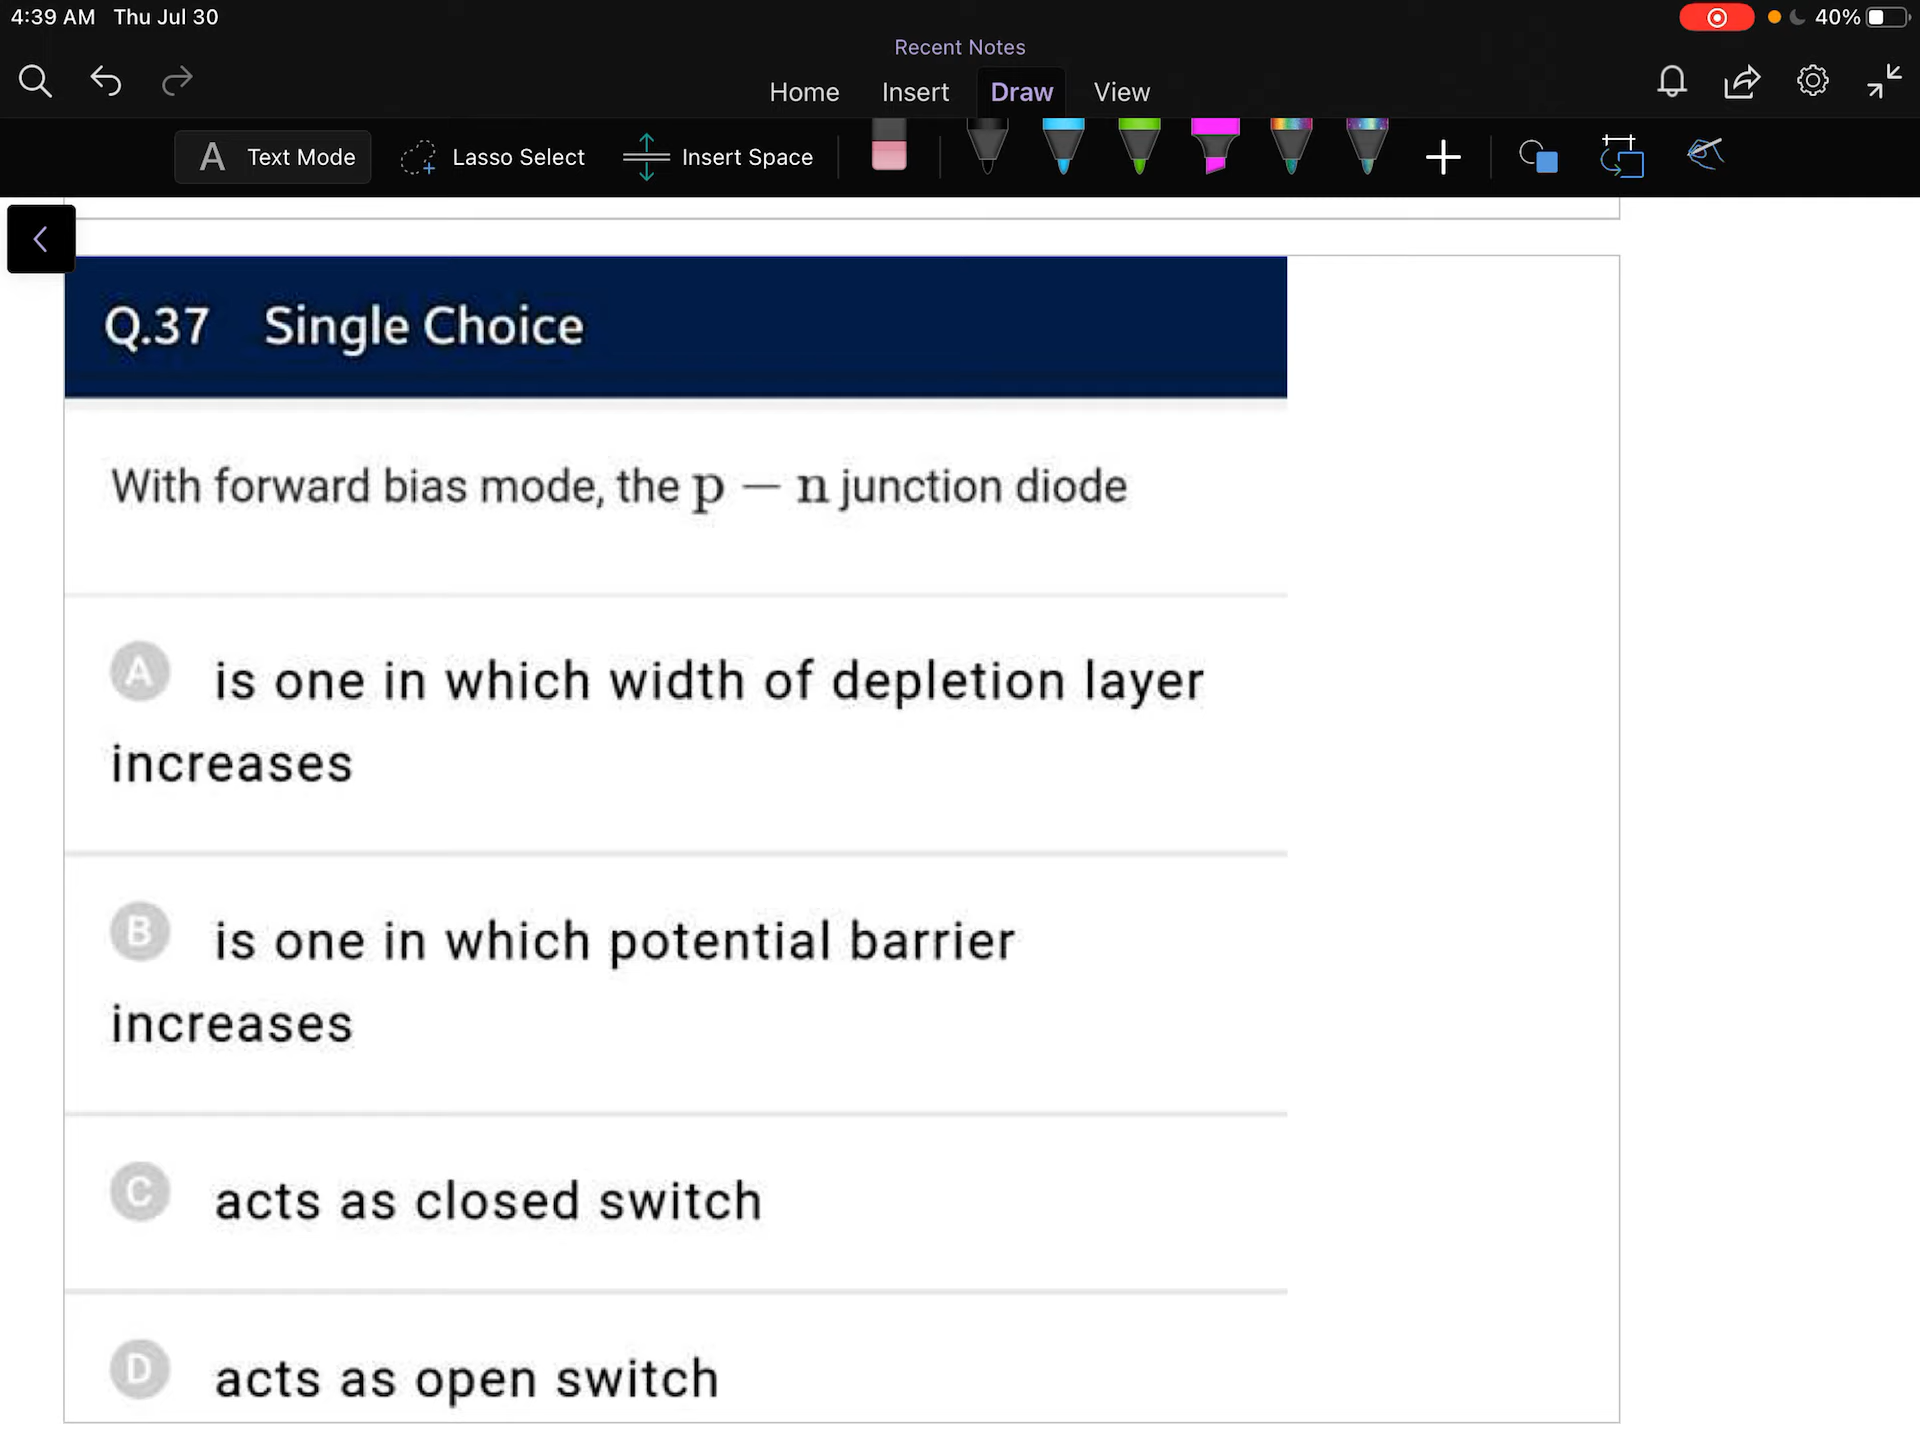 4:39 AM Thu Jul 30
40%
Recent Notes
Home Insert Draw View
A Text Mode Lasso Select Insert Space
Q.37 Single Choice
With forward bias mode, the p – n junction diode
A is one in which width of depletion layer
increases
B is one in which potential barrier
increases
C acts as closed switch
D acts as open switch